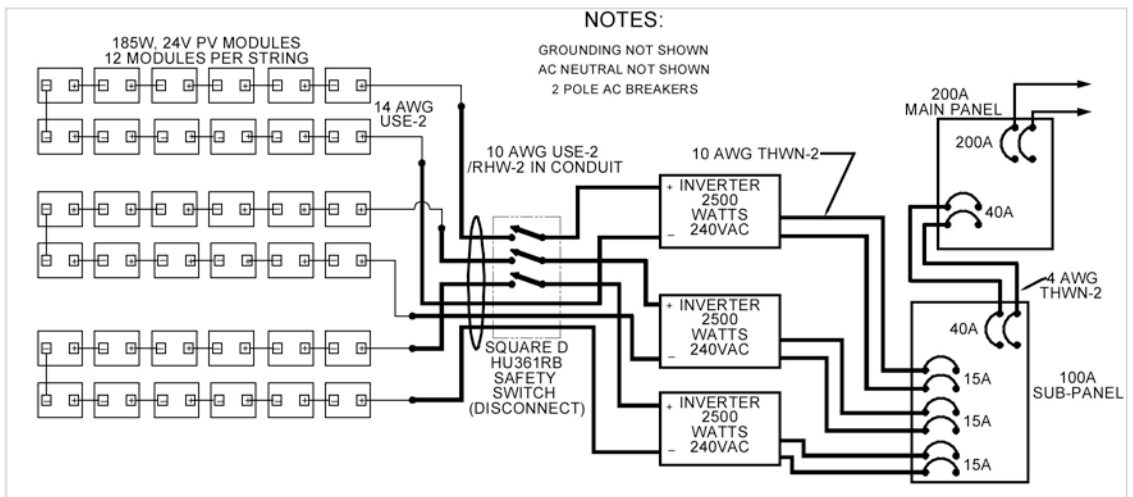 NOTES:
GROUNDING NOT SHOWN
AC NEUTRAL NOT SHOWN
2 POLE AC BREAKERS
185W, 24V PV MODULES
12 MODULES PER STRING
14 AWG
USE-2
10 AWG USE-2
/RHW-2 IN CONDUIT
SQUARE D
HU361RB
SAFETY
SWITCH
(DISCONNECT)
+ INVERTER
2500
WATTS
– 240VAC
+ INVERTER
2500
WATTS
– 240VAC
+ INVERTER
2500
WATTS
– 240VAC
10 AWG THWN-2
200A
MAIN PANEL
200A
40A
4 AWG
THWN-2
40A
15A
15A
15A
100A
SUB-PANEL